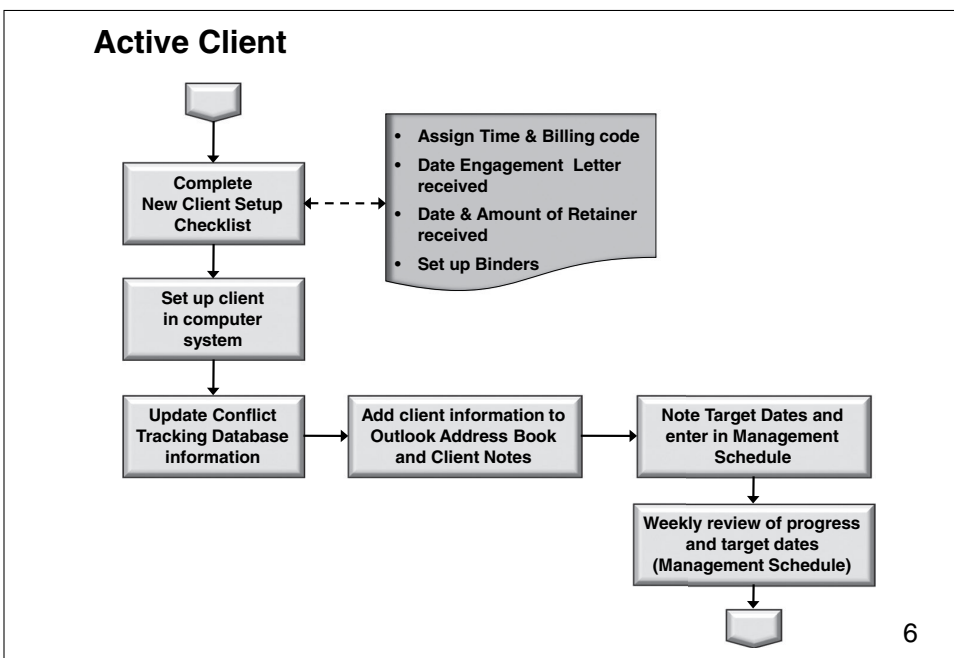 Active Client
Complete
New Client Setup
Checklist
• Assign Time & Billing code
• Date Engagement Letter
received
• Date & Amount of Retainer
received
• Set up Binders
Set up client
in computer
system
Update Conflict
Tracking Database
information
Add client information to
Outlook Address Book
and Client Notes
Note Target Dates and
enter in Management
Schedule
Weekly review of progress
and target dates
(Management Schedule)
6